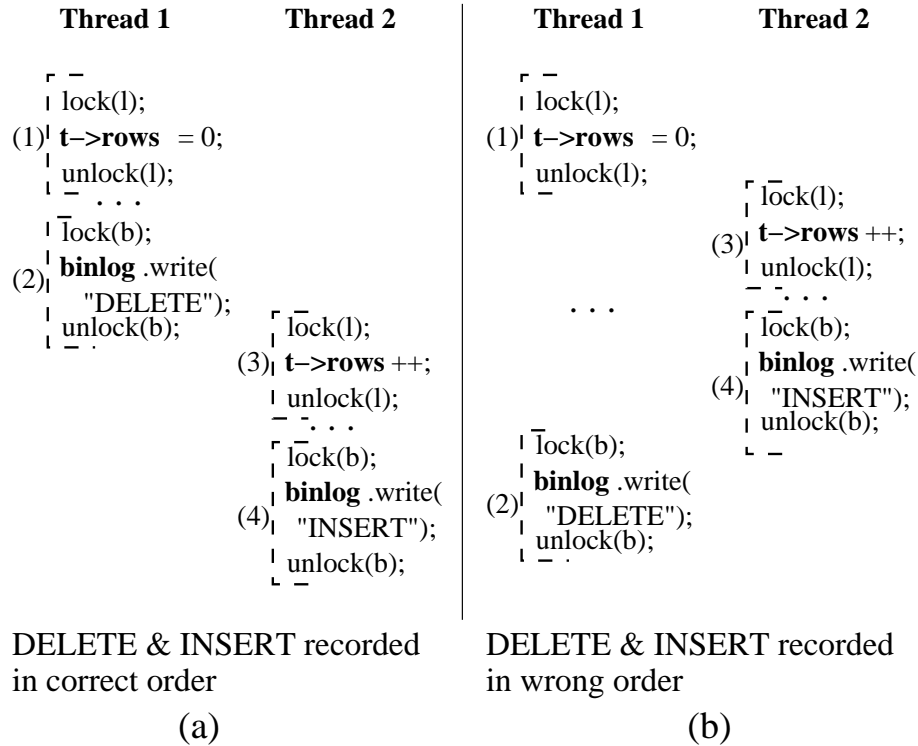 Thread 1
Thread 2
lock(l);
(1) t->rows = 0;
unlock(l);
. . .
lock(b);
(2) binlog .write(
"DELETE");
unlock(b);
lock(l);
(3) t->rows ++;
unlock(l);
. . .
lock(b);
binlog .write(
(4) "INSERT");
unlock(b);
DELETE & INSERT recorded
in correct order
(a)
Thread 1
Thread 2
lock(l);
(1) t->rows = 0;
unlock(l);
lock(l);
(3) t->rows ++;
unlock(l);
. . .
. . .
lock(b);
binlog .write(
(4) "INSERT");
unlock(b);
lock(b);
binlog .write(
(2) "DELETE");
unlock(b);
DELETE & INSERT recorded
in wrong order
(b)